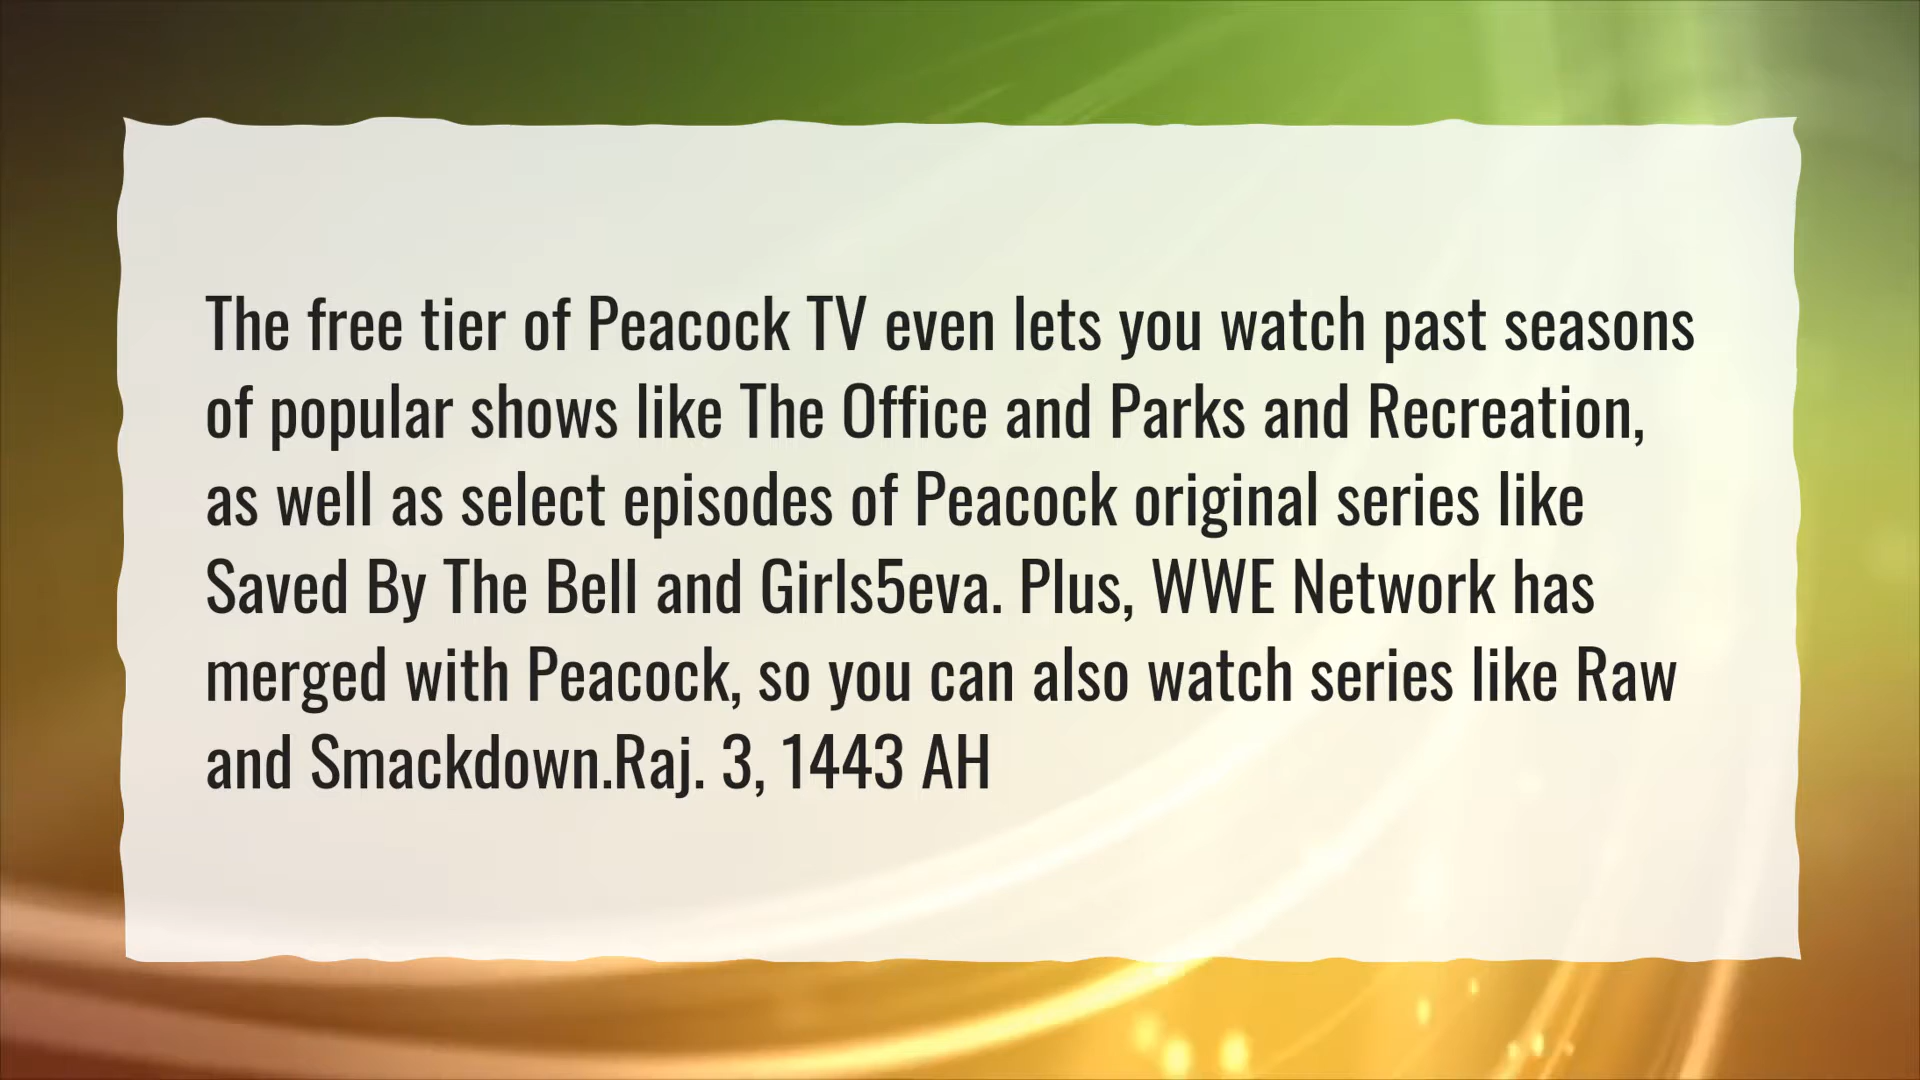 The free tier of Peacock TV even lets you watch past seasons
of popular shows like The Office and Parks and Recreation,
as well as select episodes of Peacock original series like
Saved By The Bell and Girls5eva. Plus, WWE Network has
merged with Peacock, so you can also watch series like Raw
and Smackdown.Raj. 3, 1443 AH